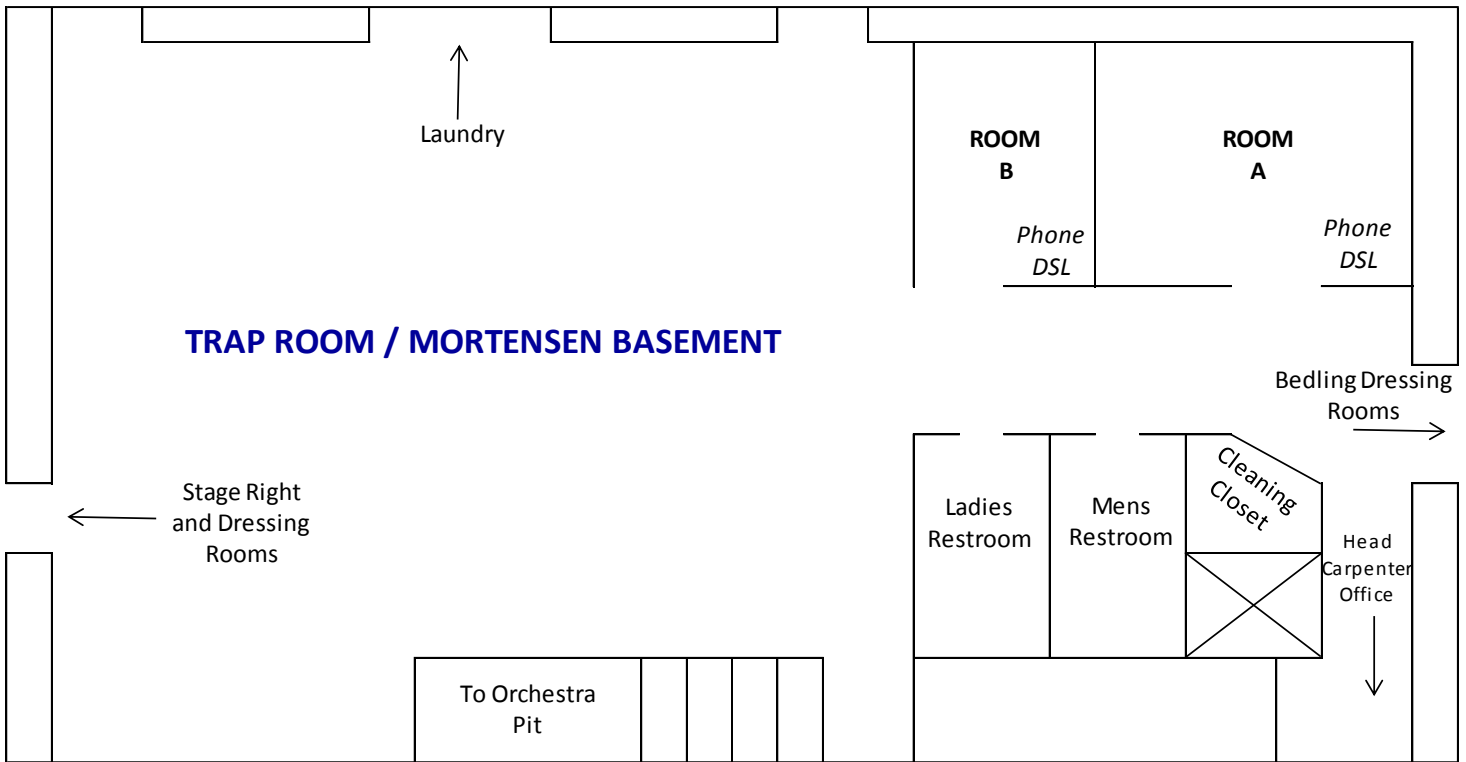 Laundry
ROOM
B
ROOM
A
Phone
DSL
Phone
DSL
TRAP ROOM / MORTENSEN BASEMENT
Bedling Dressing
Rooms
Stage Right
and Dressing
Rooms
Ladies
Restroom
Mens
Restroom
Cleaning
Closet
Head
Carpenter
Office
To Orchestra
Pit